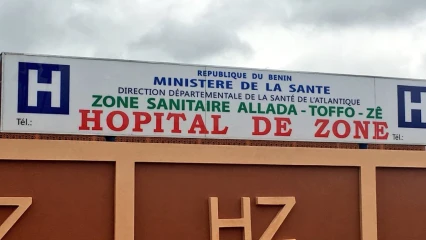 RÉPUBLIQUE DU BENIN
MINISTERE DE LA SANTE
DIRECTION DÉPARTEMENTALE DE LA SANTÉ DE L'ATLANTIQUE
ZONE SANITAIRE ALLADA - TOFFO - ZÊ
HOPITAL DE ZONE
H
Tél.:
H
Tél.:
Z
HZ